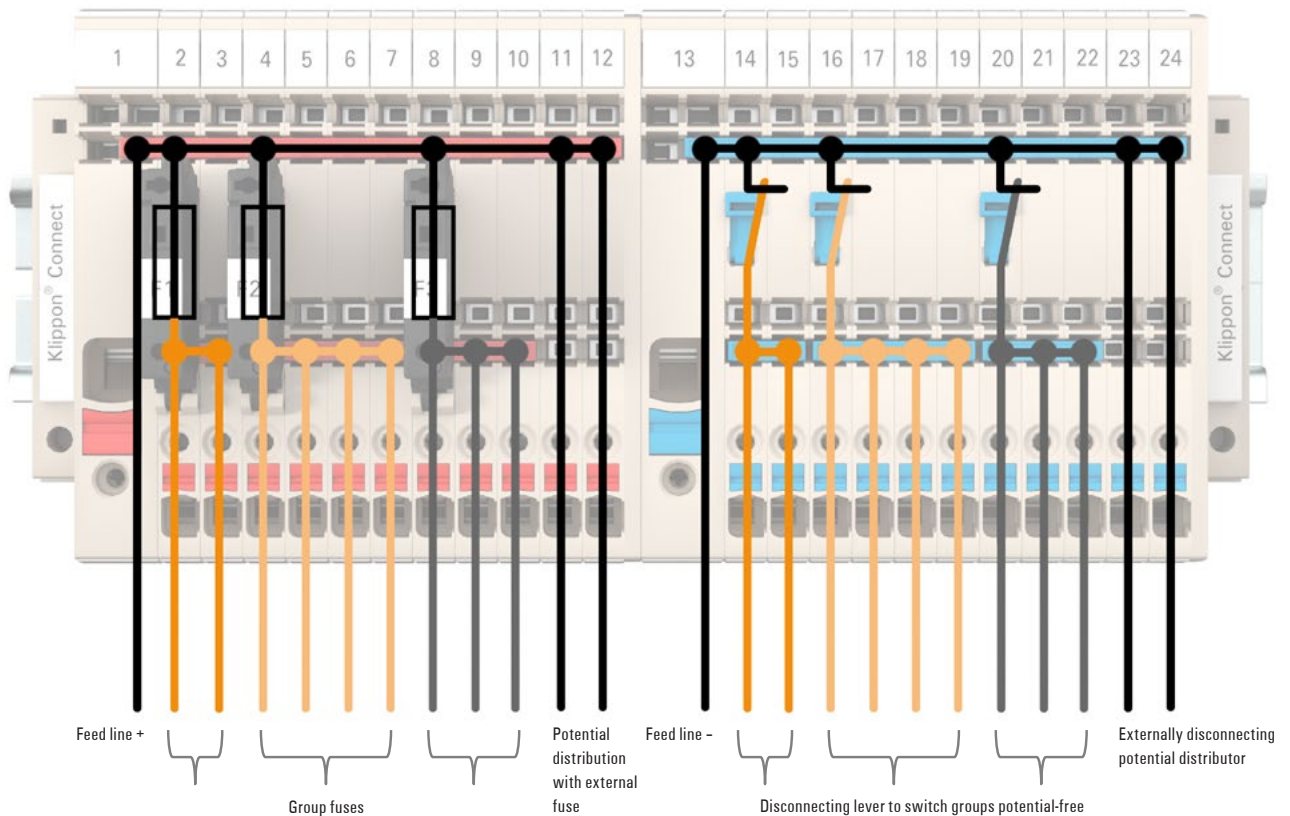 1 2 3 4 5 6 7 8 9 10 11 12 13 14 15 16 17 18 19 20 21 22 23 24
Klippon® Connect
Klippon® Connect
F1
F2
F3
Feed line +
Group fuses
Potential
distribution
with external
fuse
Feed line –
Disconnecting lever to switch groups potential-free
Externally disconnecting
potential distributor